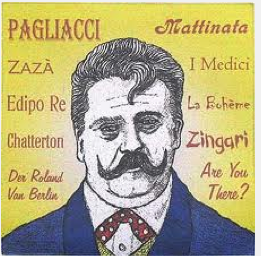 PAGLIACCI
Mattinata
ZAZÀ
I Medici
Edipo Re
La Bohème
Chatterton
Zingari
Der Roland
Van Berlin
Are You
There?